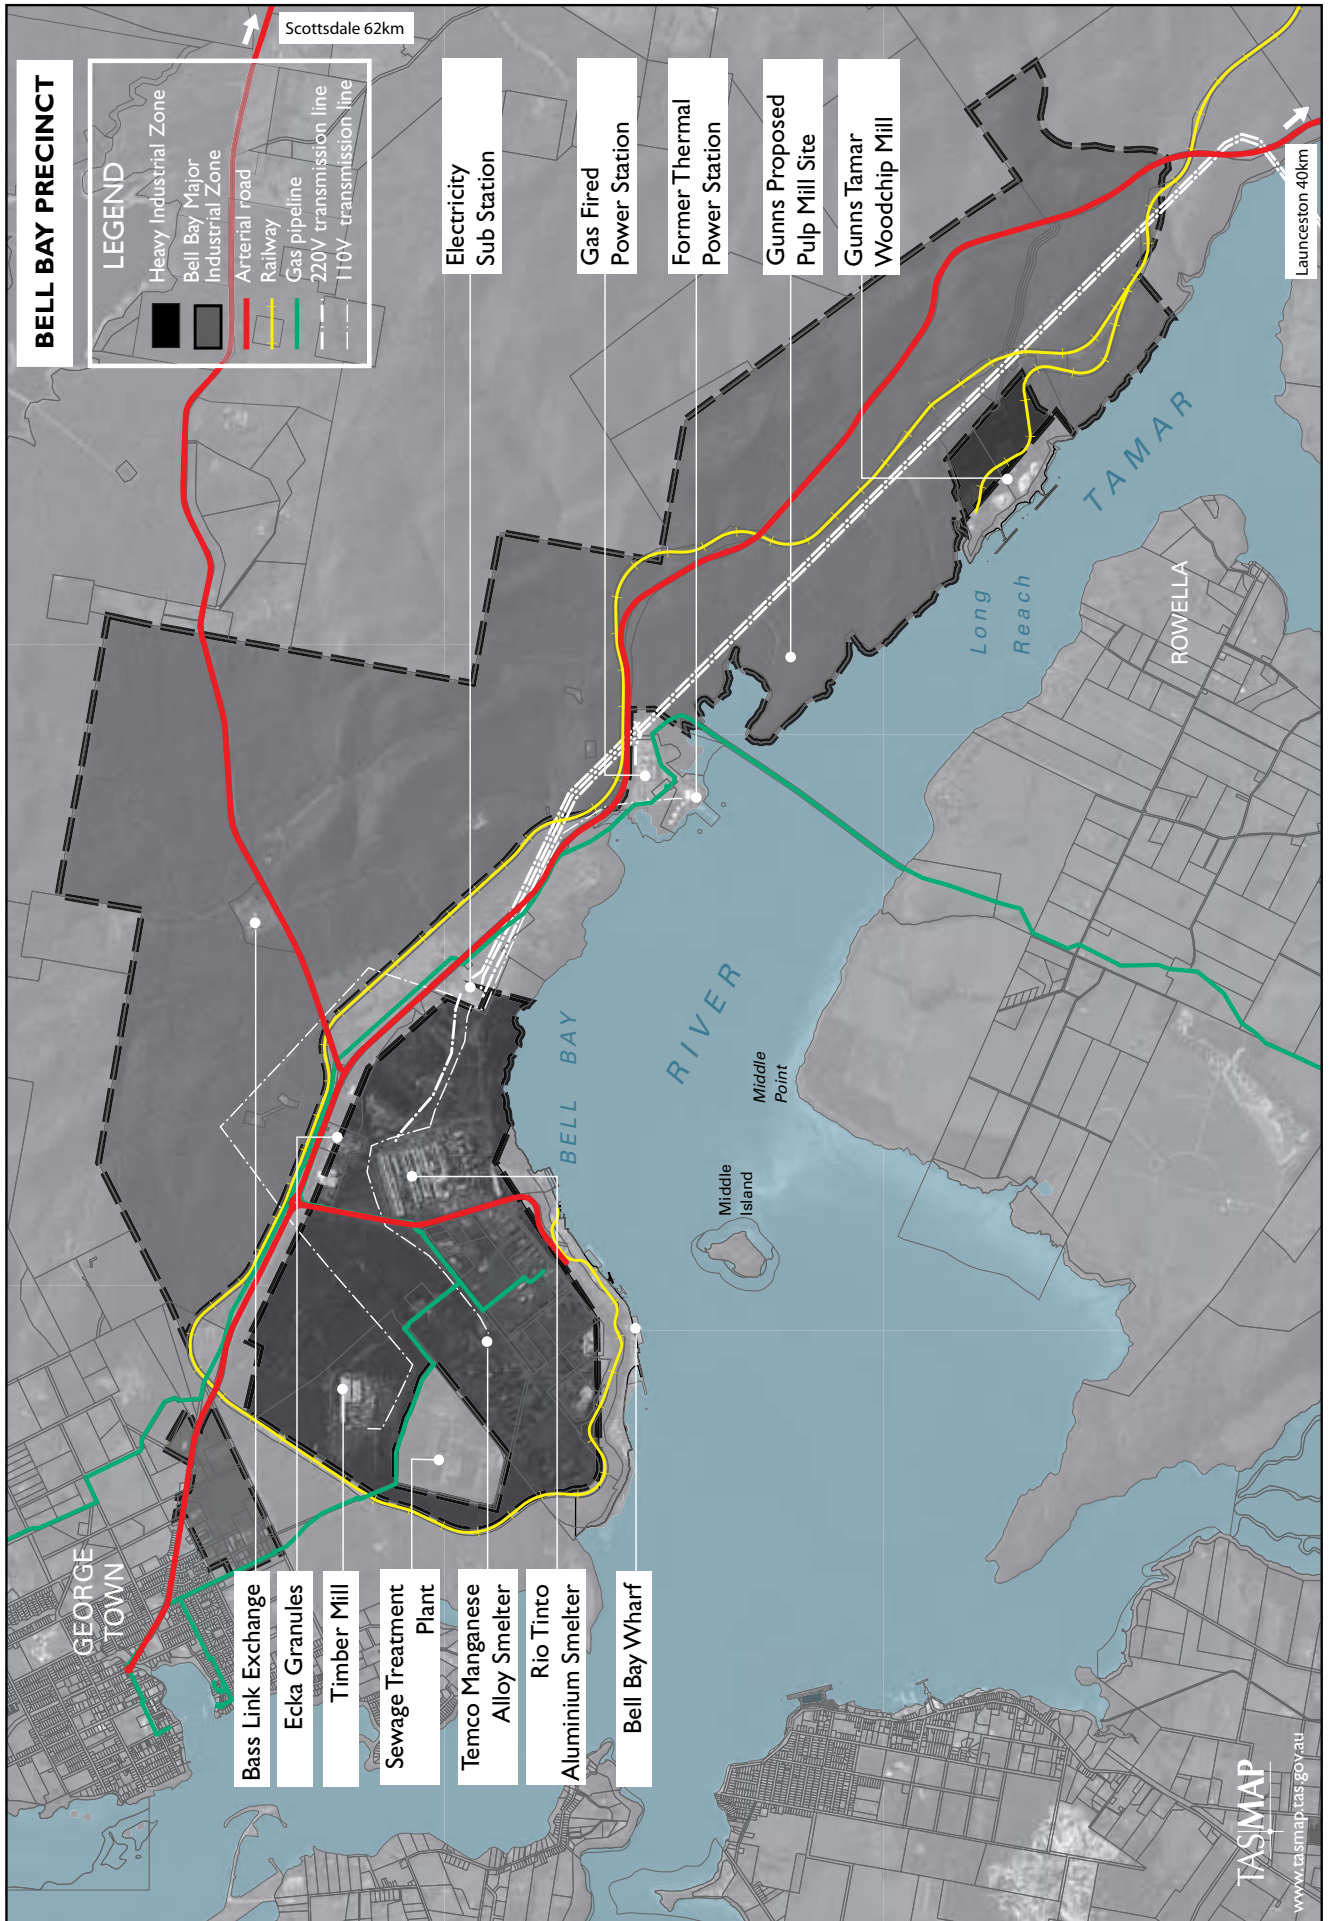 BELL BAY PRECINCT
LEGEND
Heavy Industrial Zone
Bell Bay Major
Industrial Zone
Arterial road
Railway
Gas pipeline
220V transmission line
110V transmission line
Scottsdale 62km
Electricity
Sub Station
Gas Fired
Power Station
Former Thermal
Power Station
Gunns Proposed
Pulp Mill Site
Gunns Tamar
Woodchip Mill
Launceston 40km
GEORGE
TOWN
Bass Link Exchange
Ecka Granules
Timber Mill
Sewage Treatment
Plant
Temco Manganese
Alloy Smelter
Rio Tinto
Aluminium Smelter
Bell Bay Wharf
BELL BAY
RIVER
TAMAR
Long
Reach
ROWELLA
Middle
Point
Middle
Island
TASMAP
www.tasmap.tas.gov.au